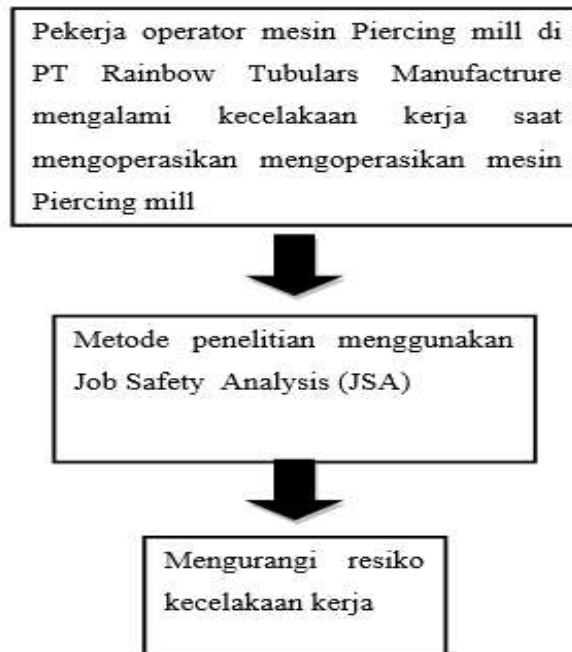 Pekerja operator mesin Piercing mill di
PT Rainbow Tubulars Manufactrure
mengalami kecelakaan kerja saat
mengoperasikan mengoperasikan mesin
Piercing mill
Metode penelitian menggunakan
Job Safety Analysis (JSA)
Mengurangi resiko
kecelakaan kerja